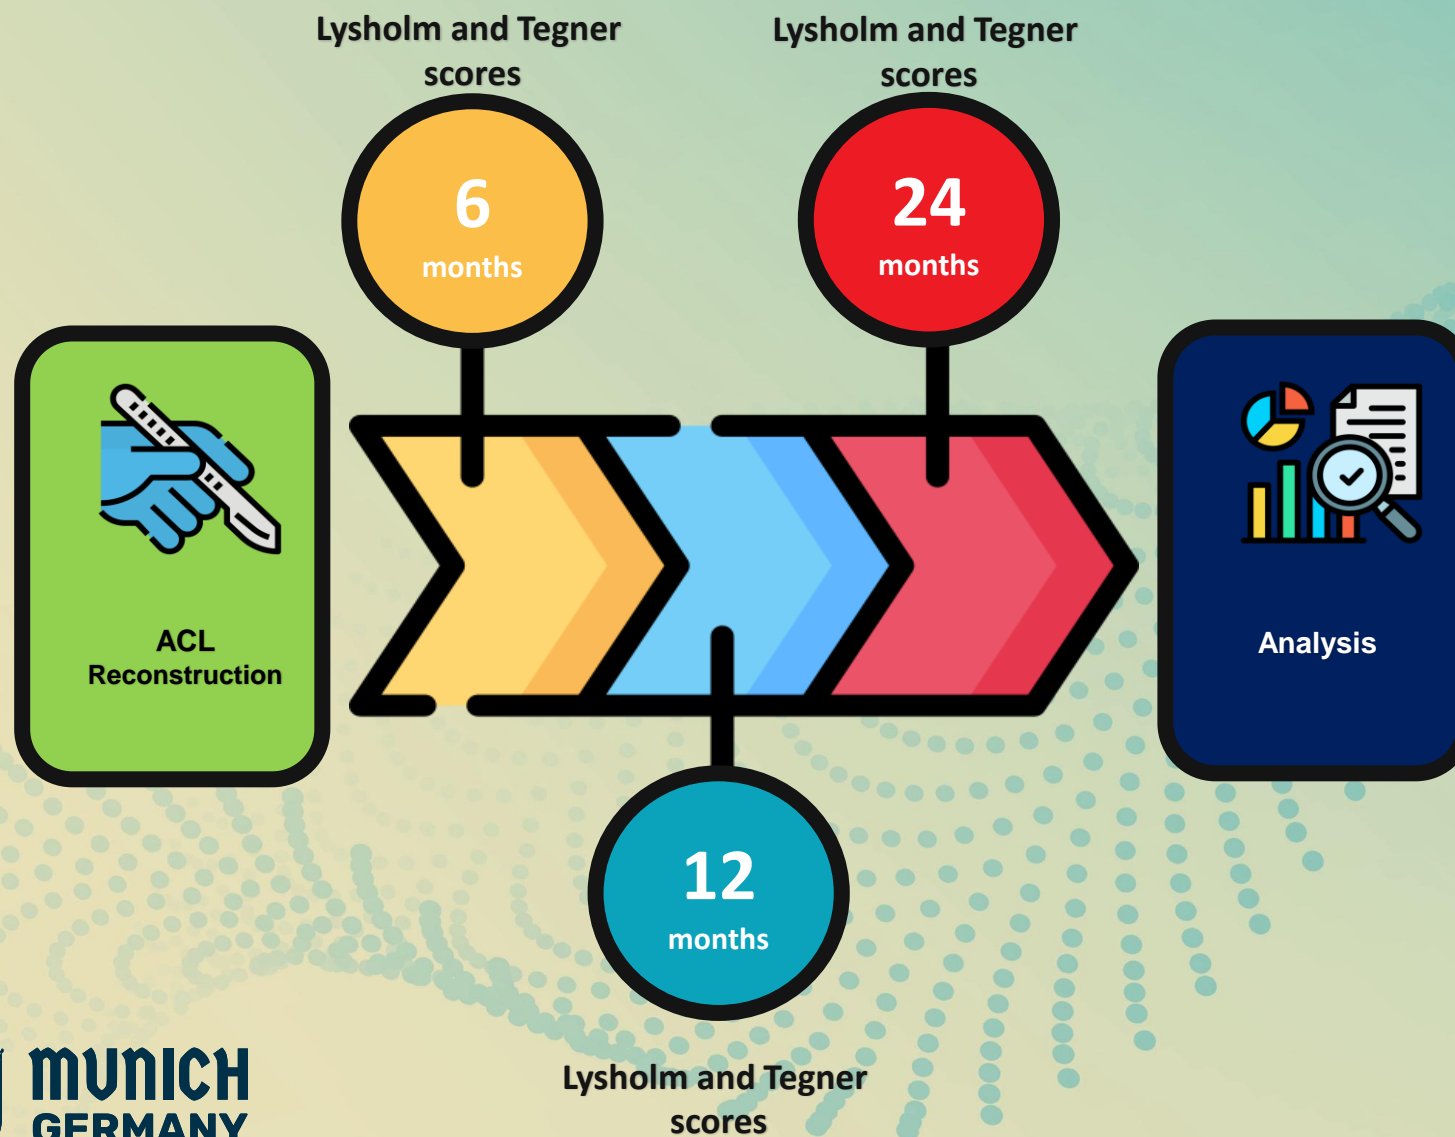 Lysholm and Tegner
scores
Lysholm and Tegner
scores
6
months
24
months
ACL
Reconstruction
Analysis
12
months
Lysholm and Tegner
scores
MUNICH
GERMANY